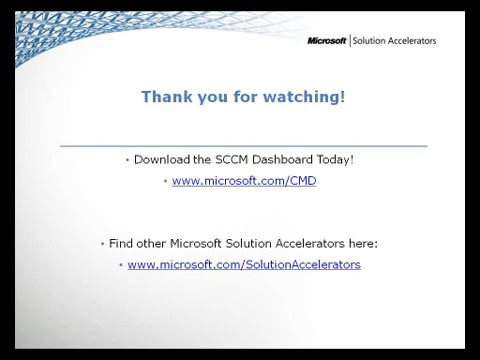 Microsoft | Solution Accelerators
Thank you for watching!
• Download the SCCM Dashboard Today!
• www.microsoft.com/CMD
• Find other Microsoft Solution Accelerators here:
• www.microsoft.com/SolutionAccelerators